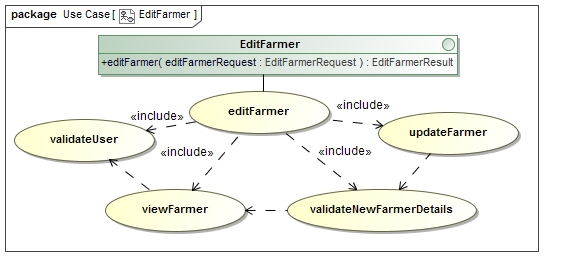 package Use Case[ EditFarmer ]
EditFarmer
+editFarmer( editFarmerRequest : EditFarmerRequest ) : EditFarmerResult
editFarmer
«include»
«include»
validateUser
updateFarmer
«include»
«include»
viewFarmer
validateNewFarmerDetails